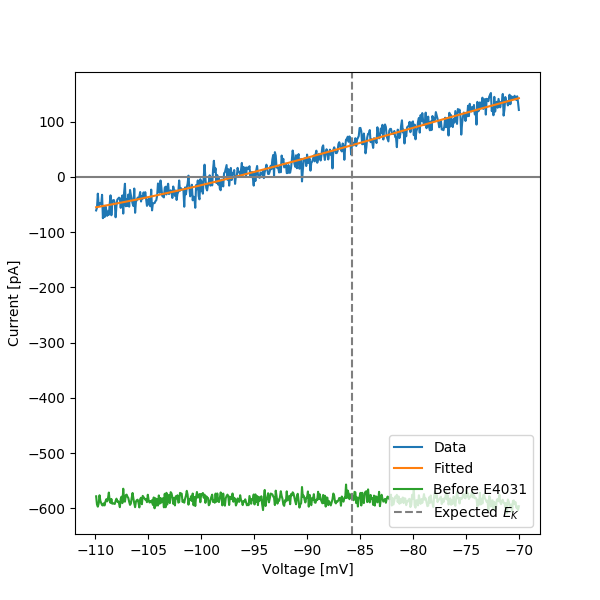 100
0
−100
−200
−300
−400
−500
−600
Current [pA]
−110
−105
−100
−95
−90
−85
−80
−75
−70
Voltage [mV]
Data
Fitted
Before E4031
Expected E_K